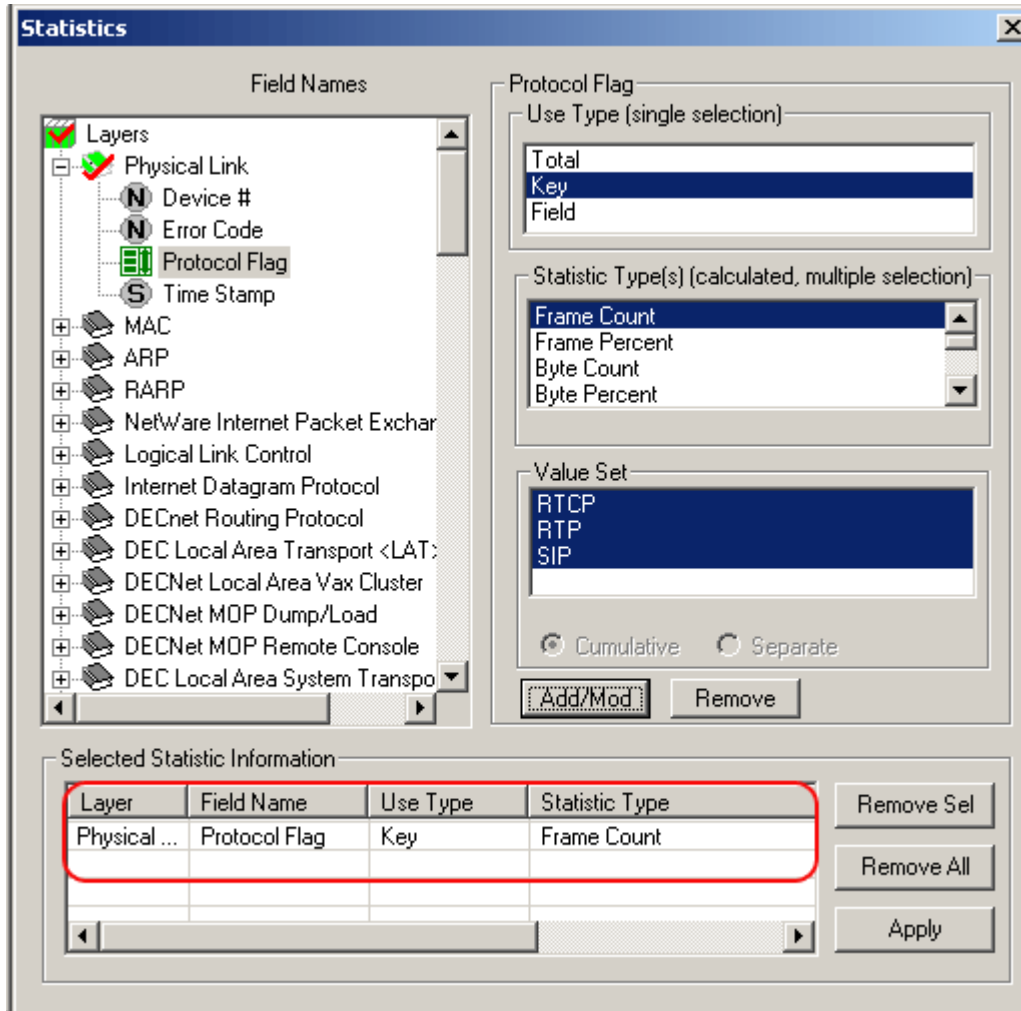 Statistics
Field Names
Layers
Physical Link
N Device #
N Error Code
Protocol Flag
S Time Stamp
MAC
ARP
RARP
NetWare Internet Packet Exchar
Logical Link Control
Internet Datagram Protocol
DECnet Routing Protocol
DEC Local Area Transport <LAT>
DECNet Local Area Vax Cluster
DECNet MOP Dump/Load
DECNet MOP Remote Console
DEC Local Area System Transpo
Protocol Flag
Use Type (single selection)
Total
Key
Field
Statistic Type(s) (calculated, multiple selection)
Frame Count
Frame Percent
Byte Count
Byte Percent
Value Set
RTCP
RTP
SIP
Cumulative Separate
Add/Mod Remove
Selected Statistic Information
Layer Field Name Use Type Statistic Type
Physical ... Protocol Flag Key Frame Count
Remove Sel
Remove All
Apply